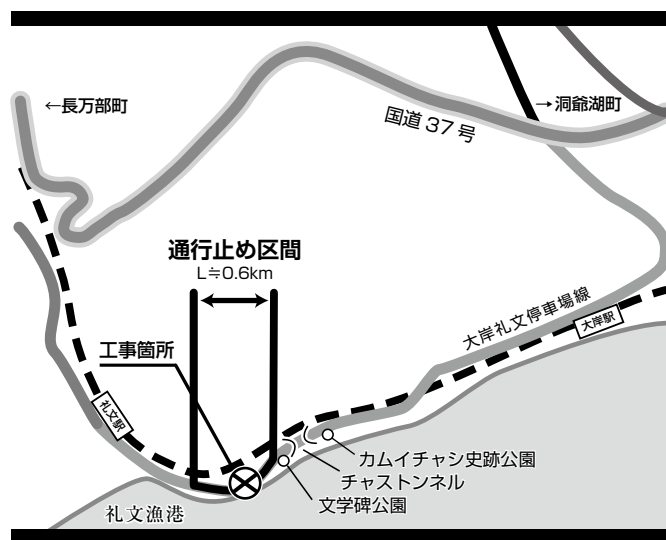 ←長万部町
→洞爺湖町
国道 37 号
通行止め区間
L≒0.6km
大岸礼文停車場線
大岸駅
工事箇所
礼文駅
カムイチャシ史跡公園
チャストンネル
文学碑公園
礼文漁港